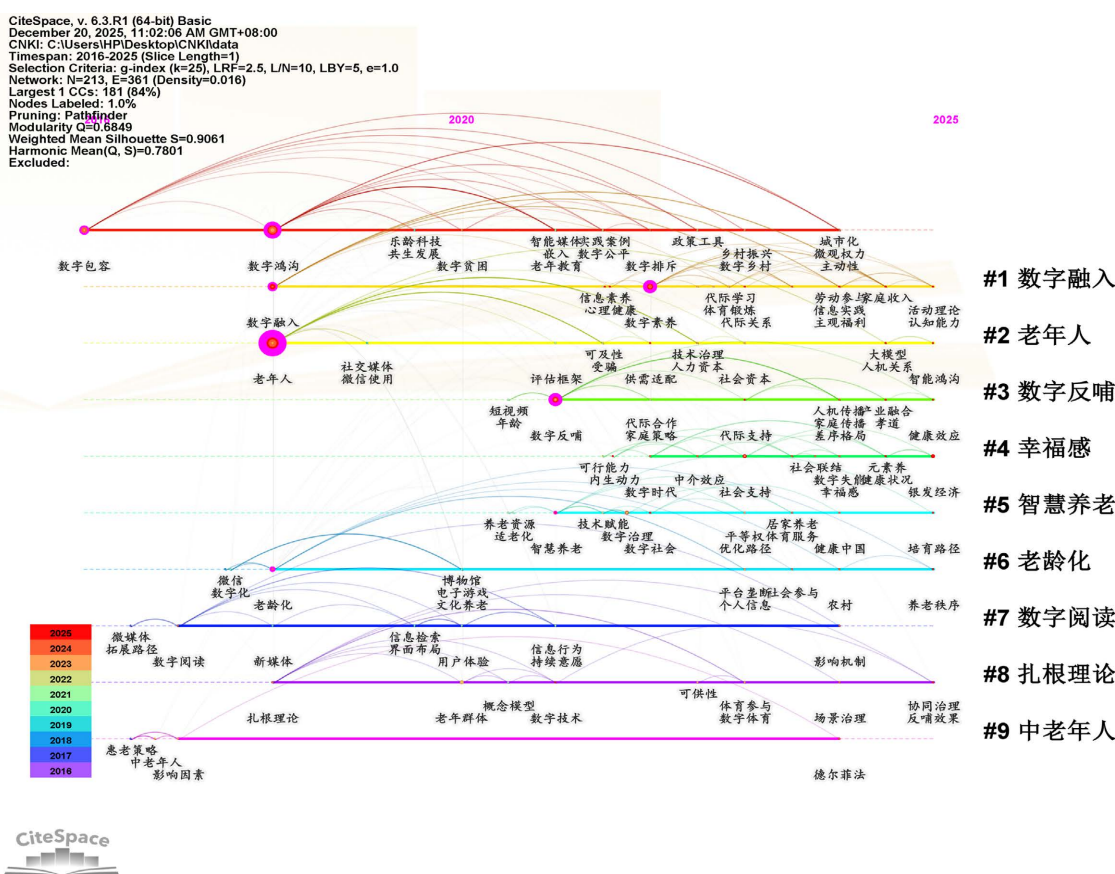 CiteSpace, v. 6.3.R1 (64-bit) Basic
December 20, 2025, 11:02:06 AM GMT+08:00
CNKI: C:\Users\HP\Desktop\CNKI\data
Timespan: 2016-2025 (Slice Length=1)
Selection Criteria: g-index (k=25), LRF=2.5, L/N=10, LBY=5, e=1.0
Network: N=213, E=361 (Density=0.016)
Largest 1 CCs: 181 (84%)
Nodes Labeled: 1.0%
Pruning: Pathfinder
Modularity Q=0.6849
Weighted Mean Silhouette S=0.9061
Harmonic Mean(Q, S)=0.7801
Excluded:
2020
2025
乐龄科技 智能媒体 实践案例 政策工具 城市化
共生发展 嵌入 数字公平 乡村振兴 微观权力
数字包容 数字鸿沟 数字贫困 老年教育 数字排斥 数字乡村 主动性
#1 数字融入
信息素养 代际学习 劳动参与 家庭收入 活动理论
心理健康 体育锻炼 信息实践
数字融入 数字素养 代际关系 主观福利 认知能力
#2 老年人
社交媒体 可及性 技术治理 大模型
微信使用 受骗 人力资本 人机关系
老年人 评估框架 供需适配 社会资本 智能鸿沟
#3 数字反哺
短视频 人机传播 产业融合
年龄 代际合作 家庭传播 孝道
数字反哺 家庭策略 代际支持 差序格局 健康效应
#4 幸福感
可行能力 社会联结 元素养
内生动力 中介效应 数字失能 健康状况
数字时代 社会支持 幸福感 银发经济
#5 智慧养老
养老资源 技术赋能 居家养老
适老化 数字治理 平等权 体育服务
智慧养老 数字社会 优化路径 健康中国 培育路径
#6 老龄化
微信 博物馆
数字化 电子游戏 平台垄断 社会参与
老龄化 文化养老 个人信息 农村 养老秩序
#7 数字阅读
微媒体 信息检索 信息行为
拓展路径 界面布局 持续意愿
数字阅读 新媒体 用户体验 影响机制
#8 扎根理论
可供性
概念模型 体育参与 协同治理
扎根理论 老年群体 数字技术 数字体育 场景治理 反哺效果
#9 中老年人
惠老策略
中老年人
影响因素 德尔菲法
2025
2024
2023
2022
2021
2020
2019
2018
2017
2016
CiteSpace